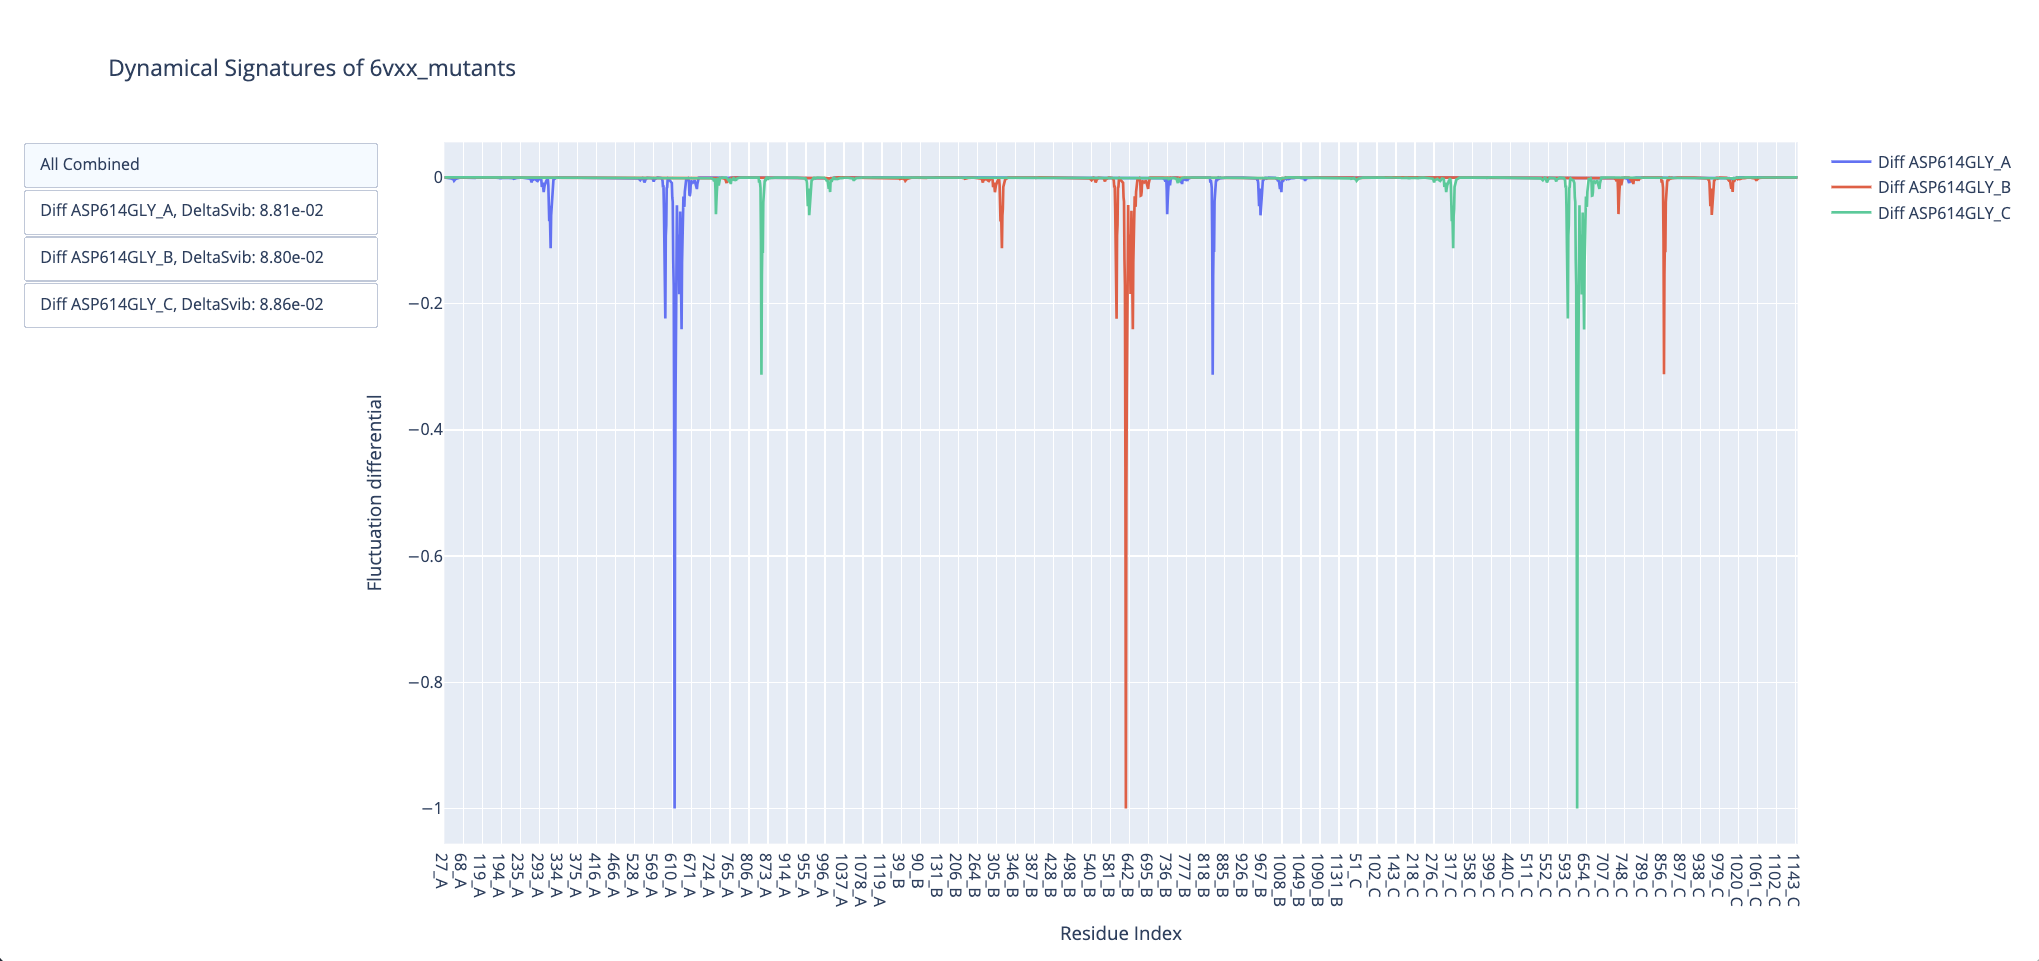 Dynamical Signatures of 6vxx_mutants
All Combined
Diff ASP614GLY_A, DeltaSvib: 8.81e-02
Diff ASP614GLY_B, DeltaSvib: 8.80e-02
Diff ASP614GLY_C, DeltaSvib: 8.86e-02
Diff ASP614GLY_A
Diff ASP614GLY_B
Diff ASP614GLY_C
Fluctuation differential
0
−0.2
−0.4
−0.6
−0.8
−1
27_A
68_A
119_A
194_A
235_A
293_A
334_A
375_A
416_A
466_A
528_A
569_A
610_A
671_A
724_A
765_A
806_A
873_A
914_A
955_A
996_A
1037_A
1078_A
1119_A
39_B
90_B
131_B
206_B
264_B
305_B
346_B
387_B
428_B
498_B
540_B
581_B
642_B
695_B
736_B
777_B
818_B
885_B
926_B
967_B
1008_B
1049_B
1090_B
1131_B
51_C
102_C
143_C
218_C
276_C
317_C
358_C
399_C
440_C
511_C
552_C
593_C
654_C
707_C
748_C
789_C
856_C
897_C
938_C
979_C
1020_C
1061_C
1102_C
1143_C
Residue Index